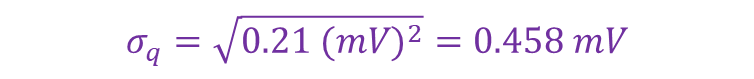 σ_q = √(0.21 (mV)²) = 0.458 mV